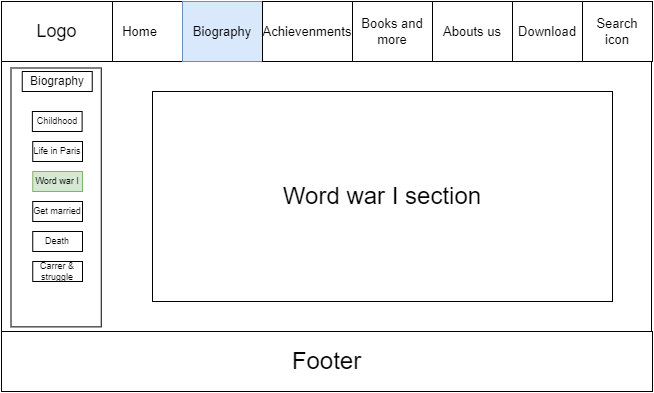 Logo
Home
Biography
Achievenments
Books and
more
Abouts us
Download
Search
icon
Biography
Childhood
Life in Paris
Word war I
Get married
Death
Carrer &
struggle
Word war I section
Footer